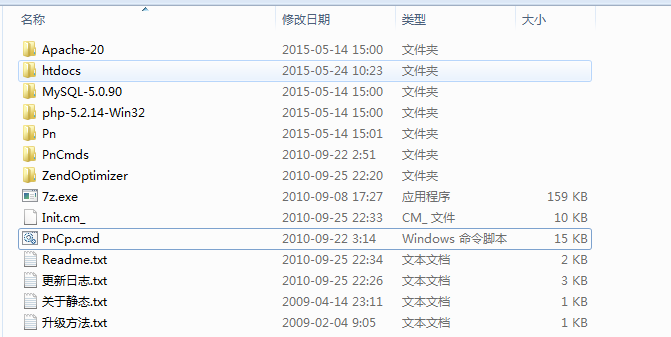 名称 修改日期 类型 大小
Apache-20 2015-05-14 15:00 文件夹
htdocs 2015-05-24 10:23 文件夹
MySQL-5.0.90 2015-05-14 15:00 文件夹
php-5.2.14-Win32 2015-05-14 15:00 文件夹
Pn 2015-05-14 15:01 文件夹
PnCmds 2010-09-22 2:51 文件夹
ZendOptimizer 2010-09-25 22:20 文件夹
7z.exe 2010-09-08 17:27 应用程序 159 KB
Init.cm_ 2010-09-25 22:33 CM_ 文件 10 KB
PnCp.cmd 2010-09-22 3:14 Windows 命令脚本 15 KB
Readme.txt 2010-09-25 22:34 文本文档 2 KB
更新日志.txt 2010-09-25 22:26 文本文档 3 KB
关于静态.txt 2009-04-14 23:11 文本文档 1 KB
升级方法.txt 2009-02-04 9:05 文本文档 1 KB